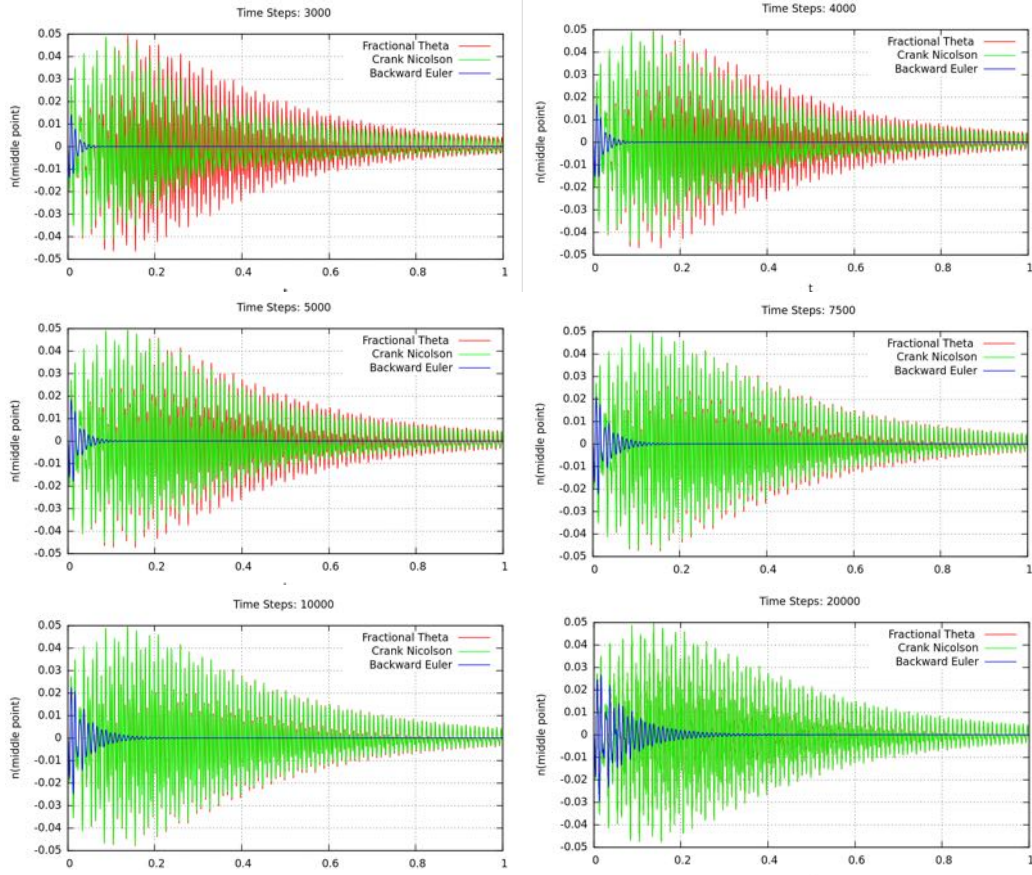 Time Steps: 3000
Fractional Theta
Crank Nicolson
Backward Euler
n(middle point)
0.05
0.04
0.03
0.02
0.01
0
-0.01
-0.02
-0.03
-0.04
-0.05
0 0.2 0.4 0.6 0.8 1
Time Steps: 4000
Fractional Theta
Crank Nicolson
Backward Euler
n(middle point)
0.05
0.04
0.03
0.02
0.01
0
-0.01
-0.02
-0.03
-0.04
-0.05
0 0.2 0.4 0.6 0.8 1
t
Time Steps: 5000
Fractional Theta
Crank Nicolson
Backward Euler
n(middle point)
0.05
0.04
0.03
0.02
0.01
0
-0.01
-0.02
-0.03
-0.04
-0.05
0 0.2 0.4 0.6 0.8 1
Time Steps: 7500
Fractional Theta
Crank Nicolson
Backward Euler
n(middle point)
0.05
0.04
0.03
0.02
0.01
0
-0.01
-0.02
-0.03
-0.04
-0.05
0 0.2 0.4 0.6 0.8 1
Time Steps: 10000
Fractional Theta
Crank Nicolson
Backward Euler
n(middle point)
0.05
0.04
0.03
0.02
0.01
0
-0.01
-0.02
-0.03
-0.04
-0.05
0 0.2 0.4 0.6 0.8 1
Time Steps: 20000
Fractional Theta
Crank Nicolson
Backward Euler
n(middle point)
0.05
0.04
0.03
0.02
0.01
0
-0.01
-0.02
-0.03
-0.04
-0.05
0 0.2 0.4 0.6 0.8 1